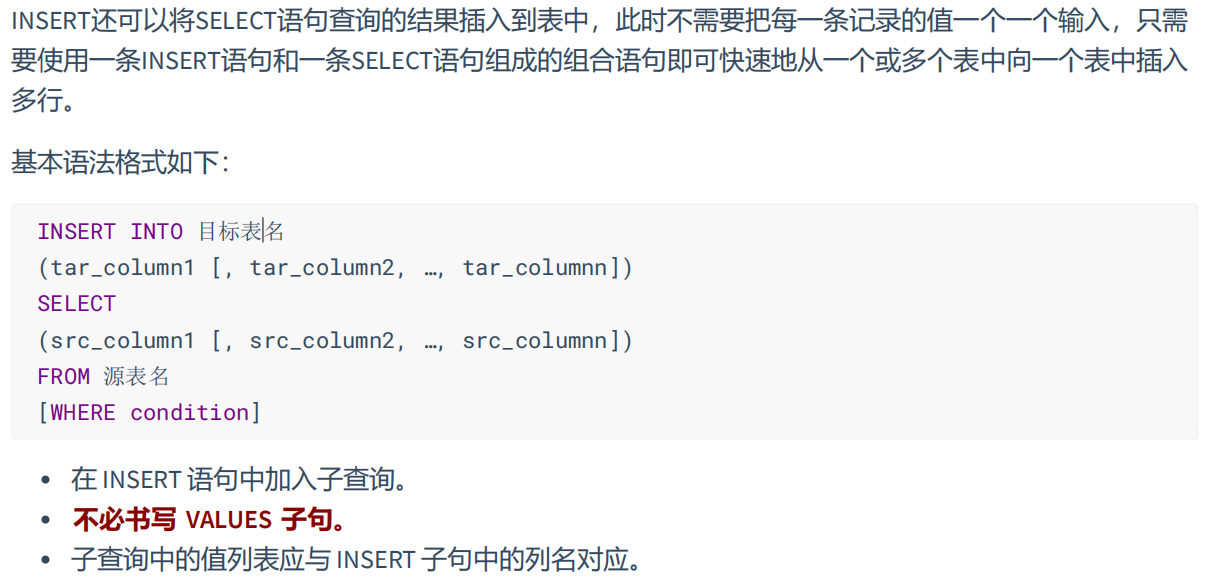 INSERT还可以将SELECT语句查询的结果插入到表中，此时不需要把每一条记录的值一个一个输入，只需
要使用一条INSERT语句和一条SELECT语句组成的组合语句即可快速地从一个或多个表中向一个表中插入
多行。
基本语法格式如下：
INSERT INTO 目标表名
(tar_column1 [, tar_column2, …, tar_columnn])
SELECT
(src_column1 [, src_column2, …, src_columnn])
FROM 源表名
[WHERE condition]
• 在 INSERT 语句中加入子查询。
• 不必书写 VALUES 子句。
• 子查询中的值列表应与 INSERT 子句中的列名对应。